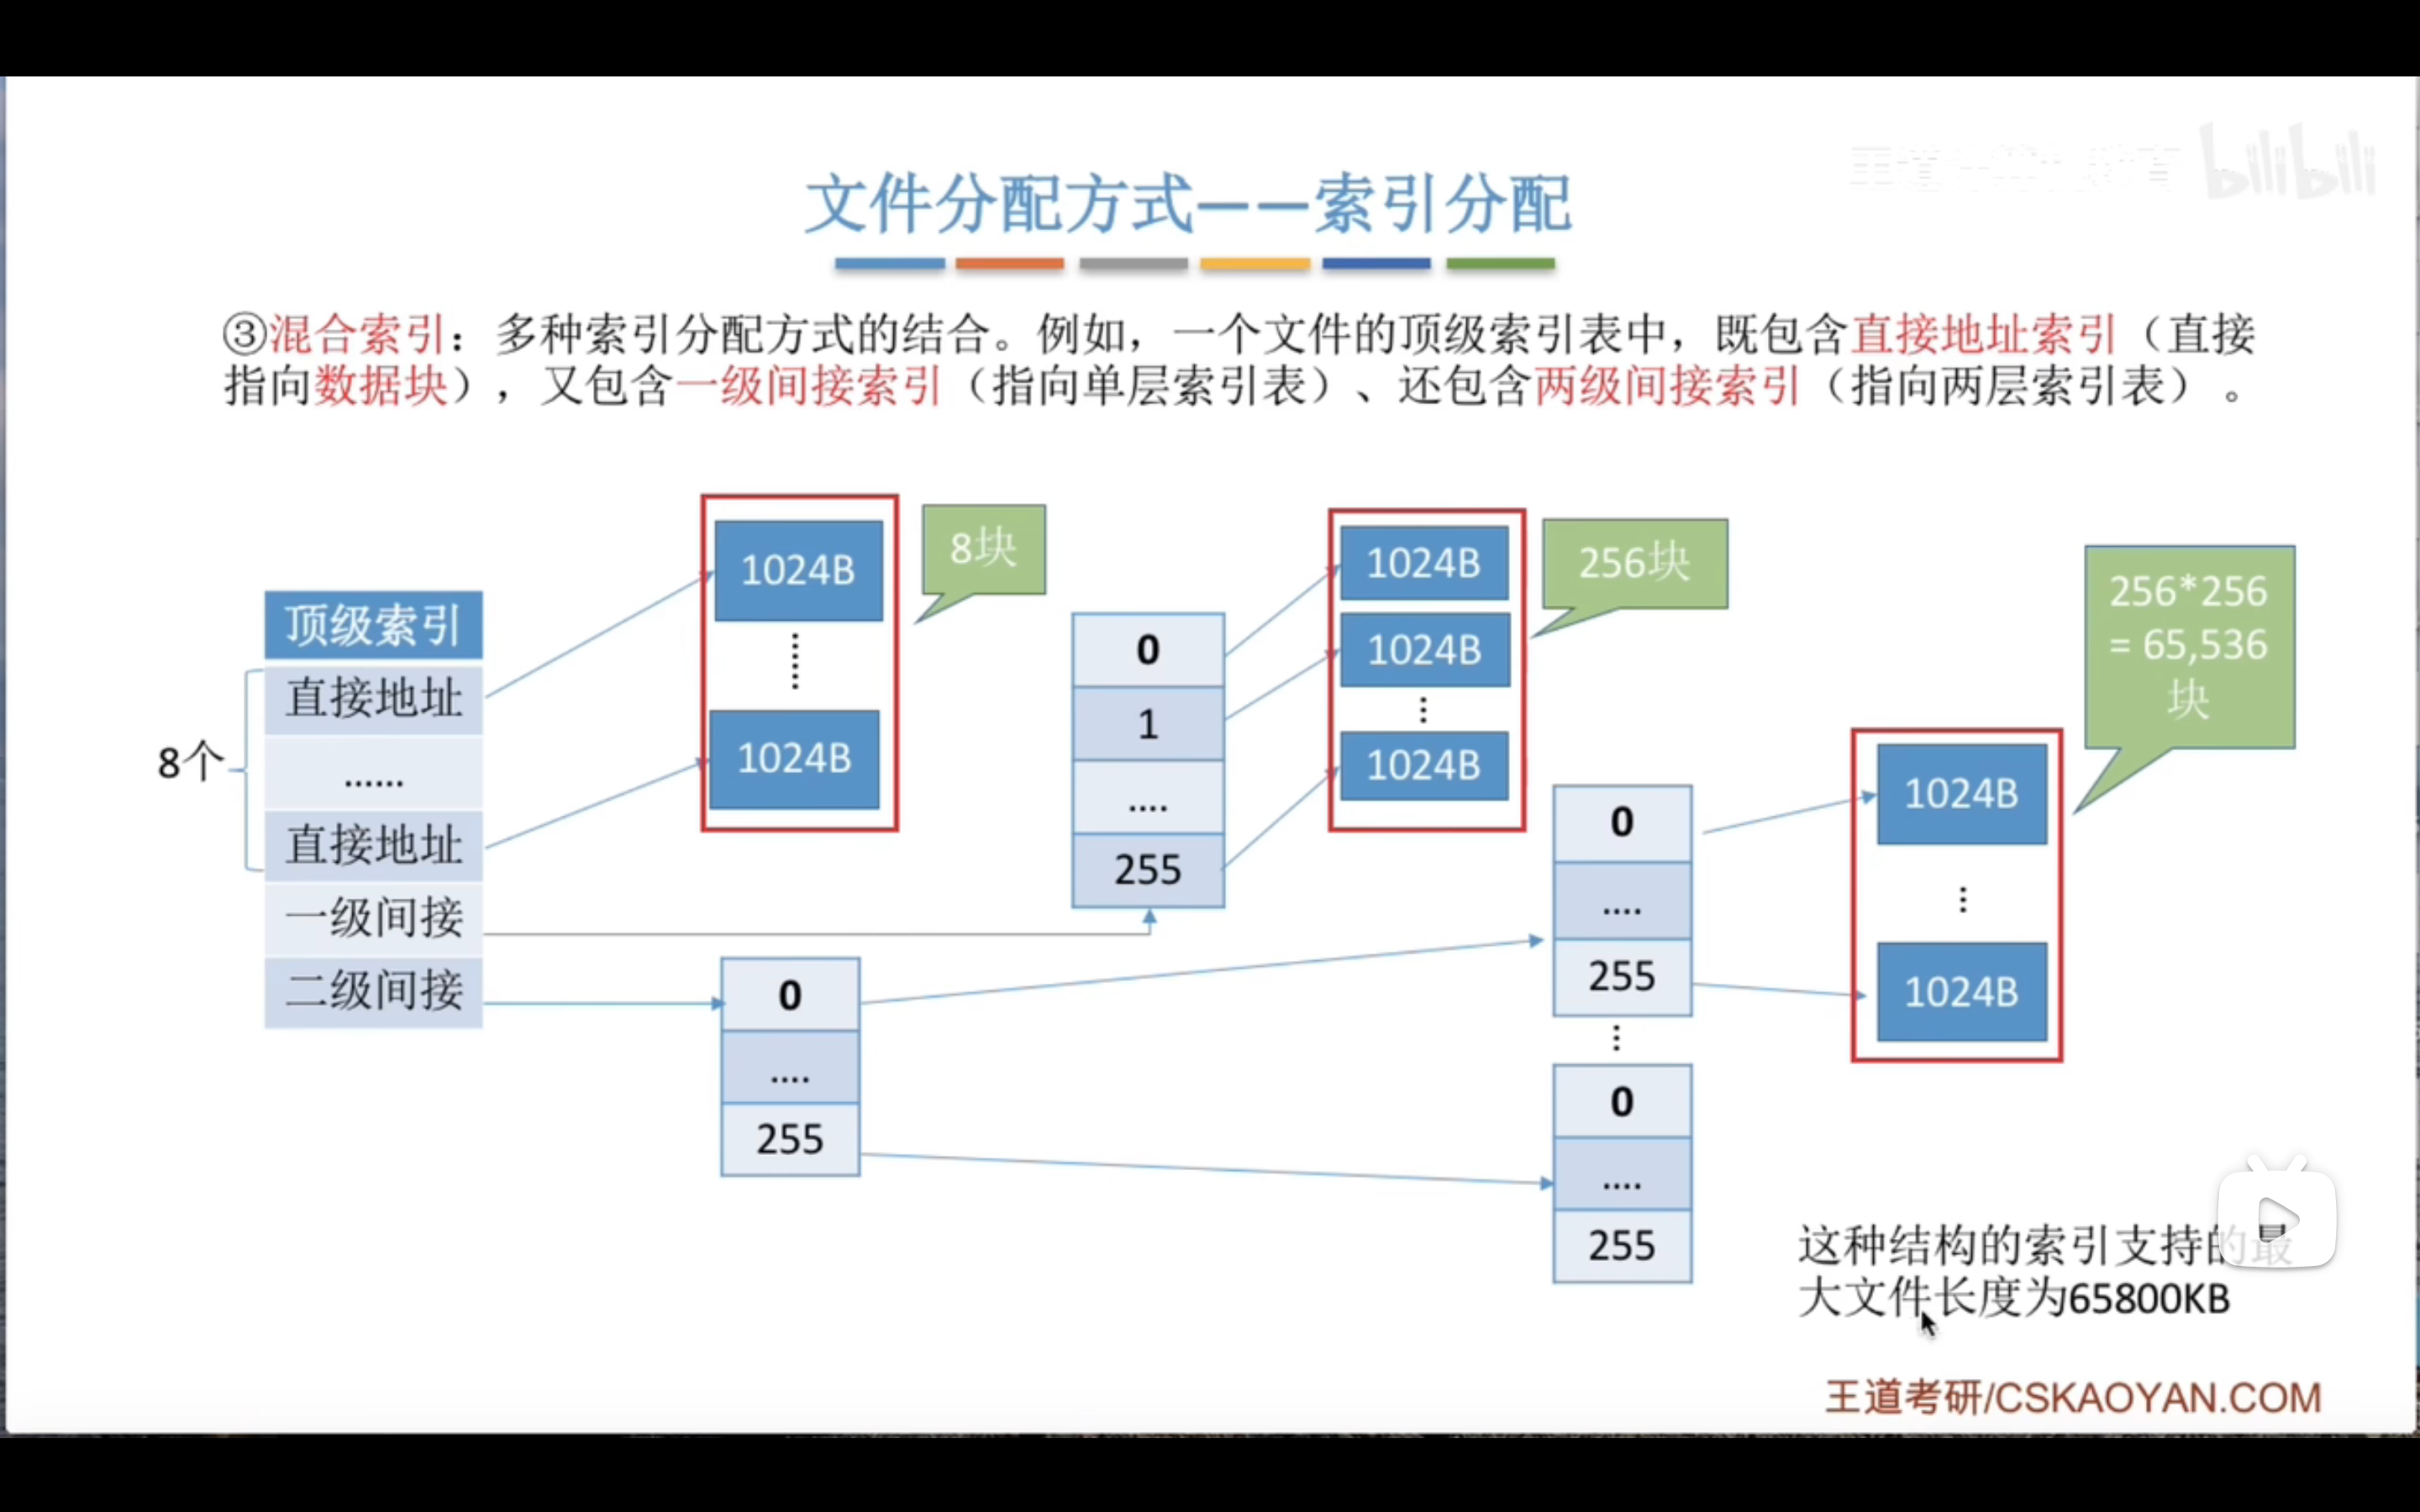 bilibili
文件分配方式——索引分配
③混合索引：多种索引分配方式的结合。例如，一个文件的顶级索引表中，既包含直接地址索引（直接
指向数据块），又包含一级间接索引（指向单层索引表）、还包含两级间接索引（指向两层索引表）。
顶级索引
直接地址
……
直接地址
一级间接
二级间接
8个
1024B
1024B
8块
0
1
....
255
1024B
1024B
1024B
256块
0
....
255
0
....
255
0
....
255
1024B
1024B
256*256
= 65,536
块
这种结构的索引支持的最
大文件长度为65800KB
王道考研/CSKAOYAN.COM